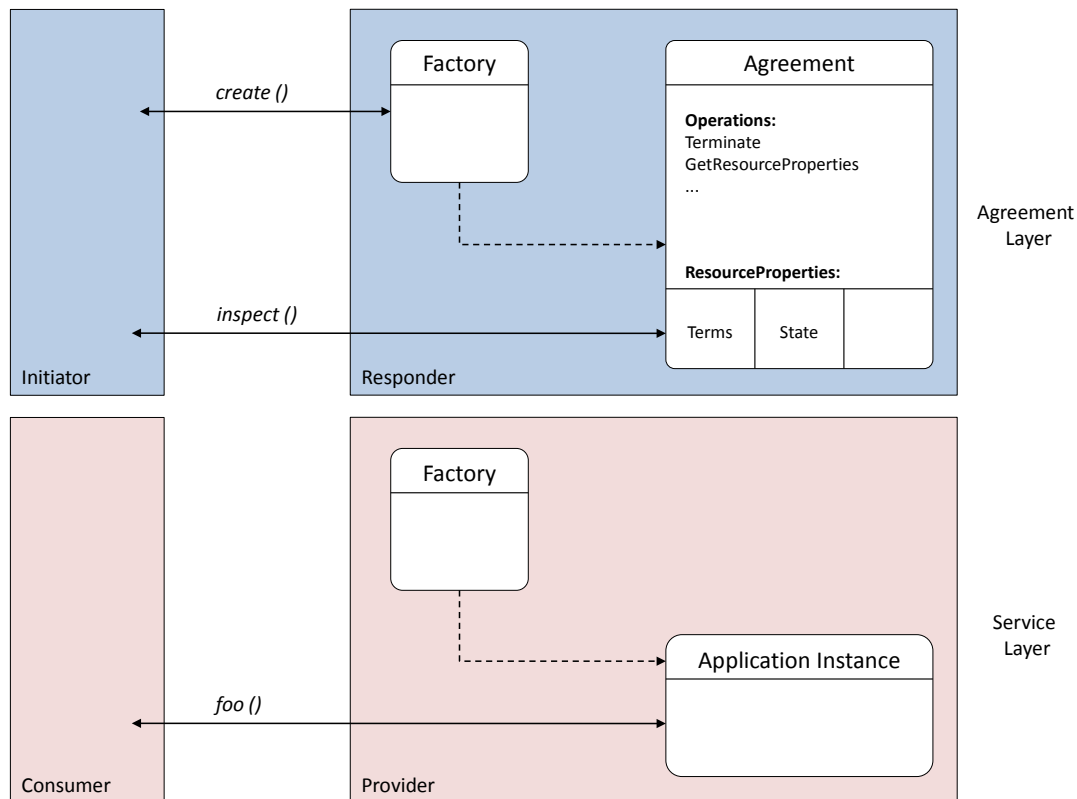 Factory
Agreement
create ()
Operations:
Terminate
GetResourceProperties
...
Agreement
Layer
ResourceProperties:
inspect ()
Terms
State
Initiator
Responder
Factory
Service
Layer
Application Instance
foo ()
Consumer
Provider